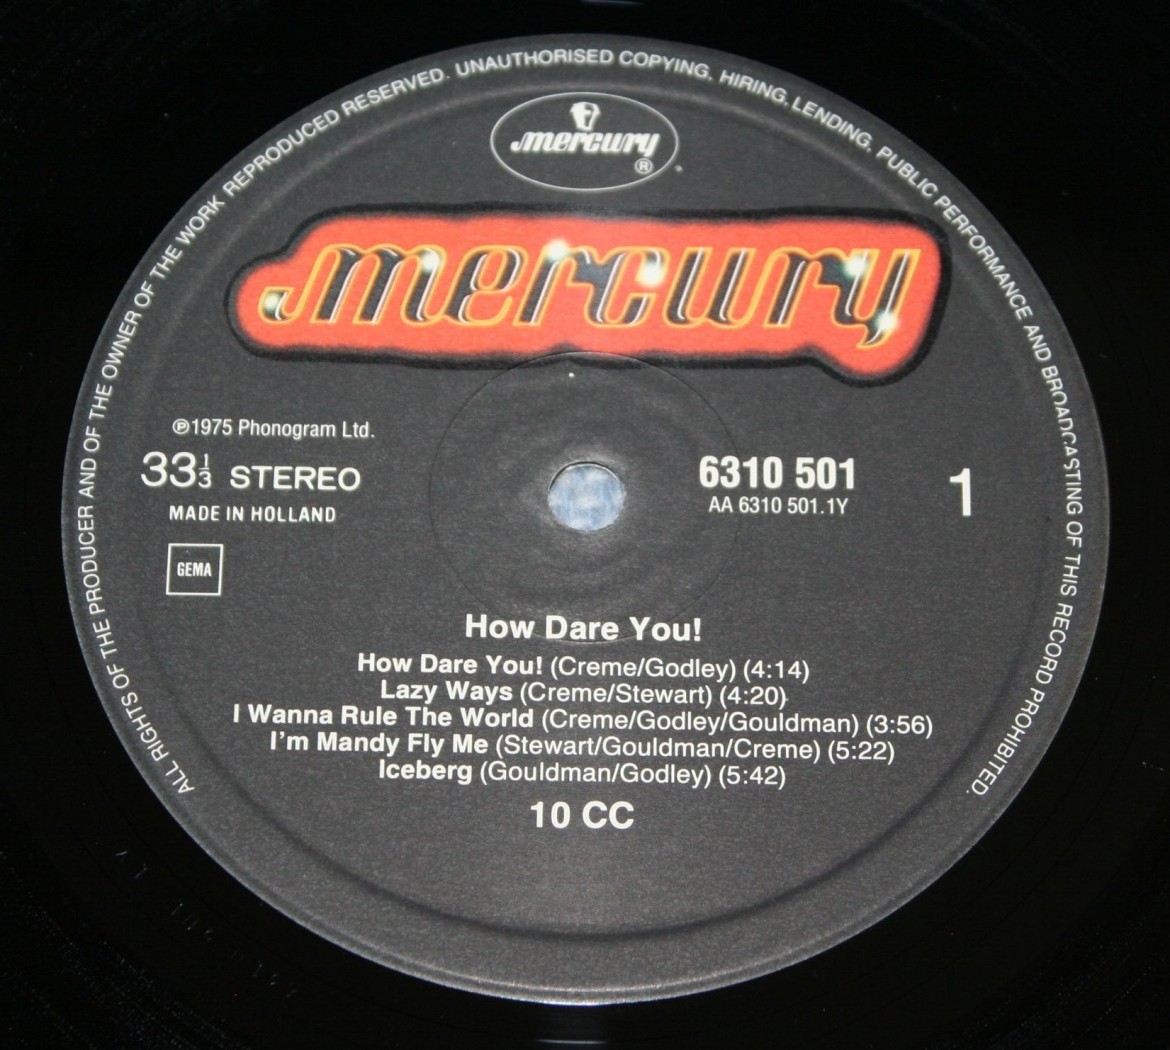 ALL RIGHTS OF THE PRODUCER AND OF THE OWNER OF THE WORK REPRODUCED RESERVED. UNAUTHORISED COPYING, HIRING, LENDING, PUBLIC PERFORMANCE AND BROADCASTING OF THIS RECORD PROHIBITED.
mercury
®
mercury
℗1975 Phonogram Ltd.
33⅓ STEREO
MADE IN HOLLAND
GEMA
6310 501
AA 6310 501.1Y
1
How Dare You!
How Dare You! (Creme/Godley) (4:14)
Lazy Ways (Creme/Stewart) (4:20)
I Wanna Rule The World (Creme/Godley/Gouldman) (3:56)
I'm Mandy Fly Me (Stewart/Gouldman/Creme) (5:22)
Iceberg (Gouldman/Godley) (5:42)
10 CC